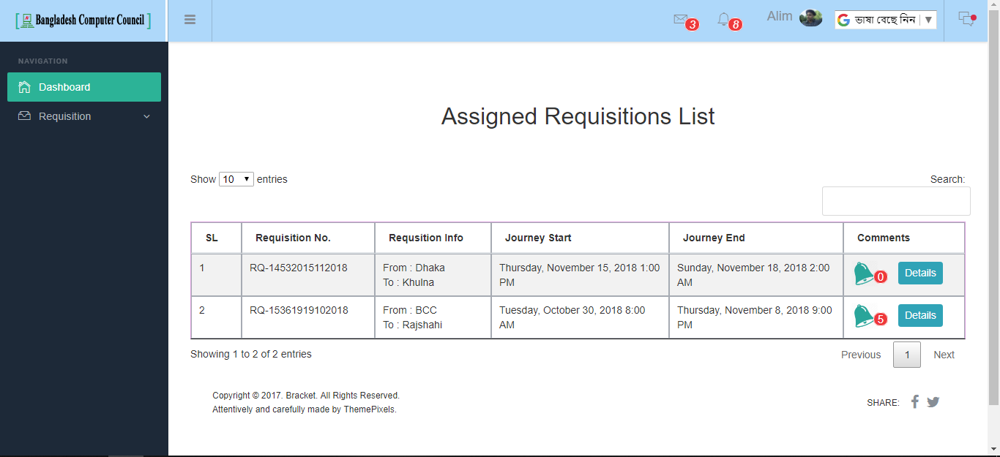 [ Bangladesh Computer Council ]
3
8
Alim
ভাষা বেছে নিন ▼
NAVIGATION
Dashboard
Requisition
Assigned Requisitions List
Show 10 entries
Search:
SL Requisition No. Requsition Info Journey Start Journey End Comments
1 RQ-14532015112018 From : Dhaka Thursday, November 15, 2018 1:00 Sunday, November 18, 2018 2:00 0 Details
To : Khulna PM AM
2 RQ-15361919102018 From : BCC Tuesday, October 30, 2018 8:00 Thursday, November 8, 2018 9:00 5 Details
To : Rajshahi AM PM
Showing 1 to 2 of 2 entries
Previous 1 Next
Copyright © 2017. Bracket. All Rights Reserved.
Attentively and carefully made by ThemePixels.
SHARE: